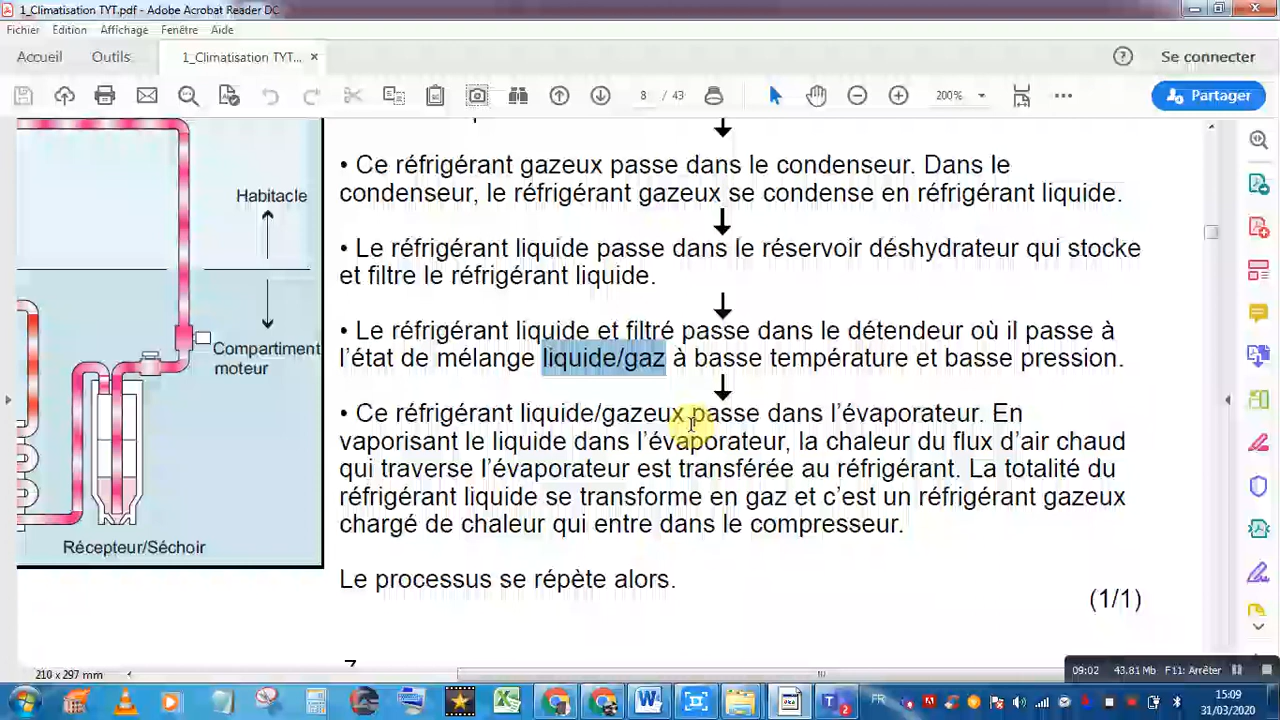 1_Climatisation TYT.pdf - Adobe Acrobat Reader DC
Fichier Edition Affichage Fenêtre Aide
Accueil Outils 1_Climatisation TYT... × Se connecter
8 / 43 200% Partager
• Ce réfrigérant gazeux passe dans le condenseur. Dans le
condenseur, le réfrigérant gazeux se condense en réfrigérant liquide.
• Le réfrigérant liquide passe dans le réservoir déshydrateur qui stocke
et filtre le réfrigérant liquide.
• Le réfrigérant liquide et filtré passe dans le détendeur où il passe à
l’état de mélange liquide/gaz à basse température et basse pression.
• Ce réfrigérant liquide/gazeux passe dans l’évaporateur. En
vaporisant le liquide dans l’évaporateur, la chaleur du flux d’air chaud
qui traverse l’évaporateur est transférée au réfrigérant. La totalité du
réfrigérant liquide se transforme en gaz et c’est un réfrigérant gazeux
chargé de chaleur qui entre dans le compresseur.
Le processus se répète alors.
(1/1)
Habitacle
Compartiment
moteur
Récepteur/Séchoir
210 x 297 mm
09:02 43.81 Mb F11: Arrêter
FR
15:09
31/03/2020